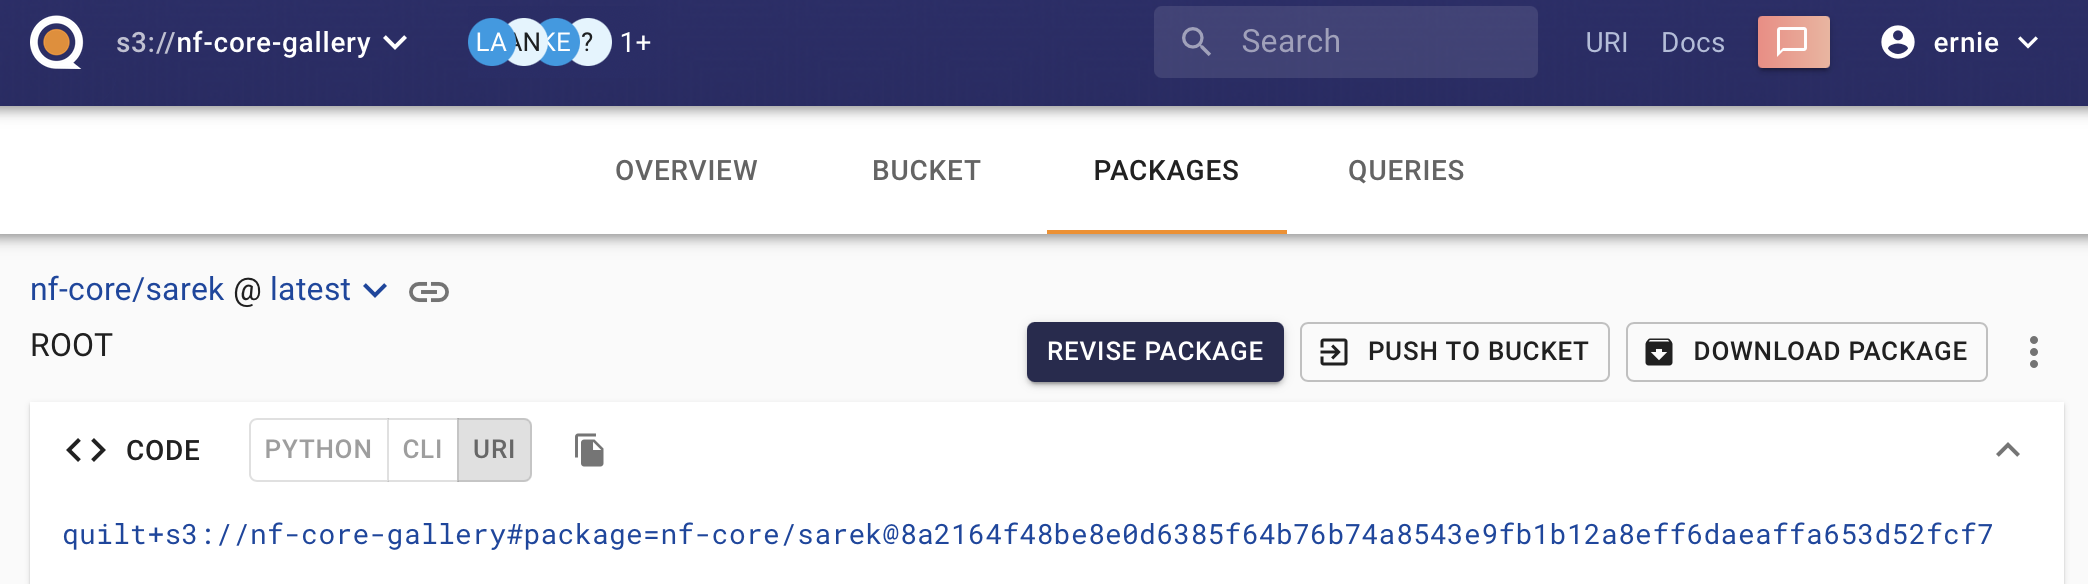 s3://nf-core-gallery LA AN KE ? 1+ Search URI Docs ernie
OVERVIEW BUCKET PACKAGES QUERIES
nf-core/sarek @ latest
ROOT
REVISE PACKAGE PUSH TO BUCKET DOWNLOAD PACKAGE
CODE PYTHON CLI URI
quilt+s3://nf-core-gallery#package=nf-core/sarek@8a2164f48be8e0d6385f64b76b74a8543e9fb1b12a8eff6daeaffa653d52fcf7